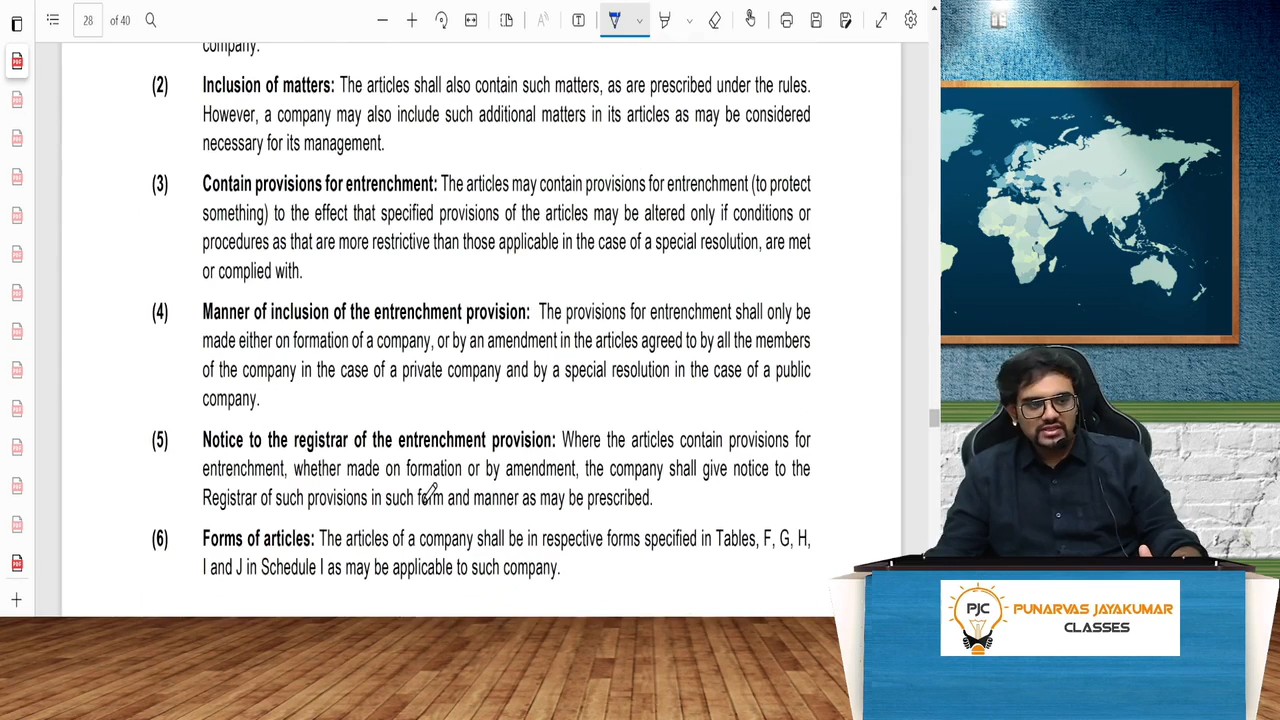 28 of 40
company.
(2) Inclusion of matters: The articles shall also contain such matters, as are prescribed under the rules.
However, a company may also include such additional matters in its articles as may be considered
necessary for its management.
(3) Contain provisions for entrenchment: The articles may contain provisions for entrenchment (to protect
something) to the effect that specified provisions of the articles may be altered only if conditions or
procedures as that are more restrictive than those applicable in the case of a special resolution, are met
or complied with.
(4) Manner of inclusion of the entrenchment provision: The provisions for entrenchment shall only be
made either on formation of a company, or by an amendment in the articles agreed to by all the members
of the company in the case of a private company and by a special resolution in the case of a public
company.
(5) Notice to the registrar of the entrenchment provision: Where the articles contain provisions for
entrenchment, whether made on formation or by amendment, the company shall give notice to the
Registrar of such provisions in such form and manner as may be prescribed.
(6) Forms of articles: The articles of a company shall be in respective forms specified in Tables, F, G, H,
I and J in Schedule I as may be applicable to such company.
PJC
PUNARVAS JAYAKUMAR
CLASSES